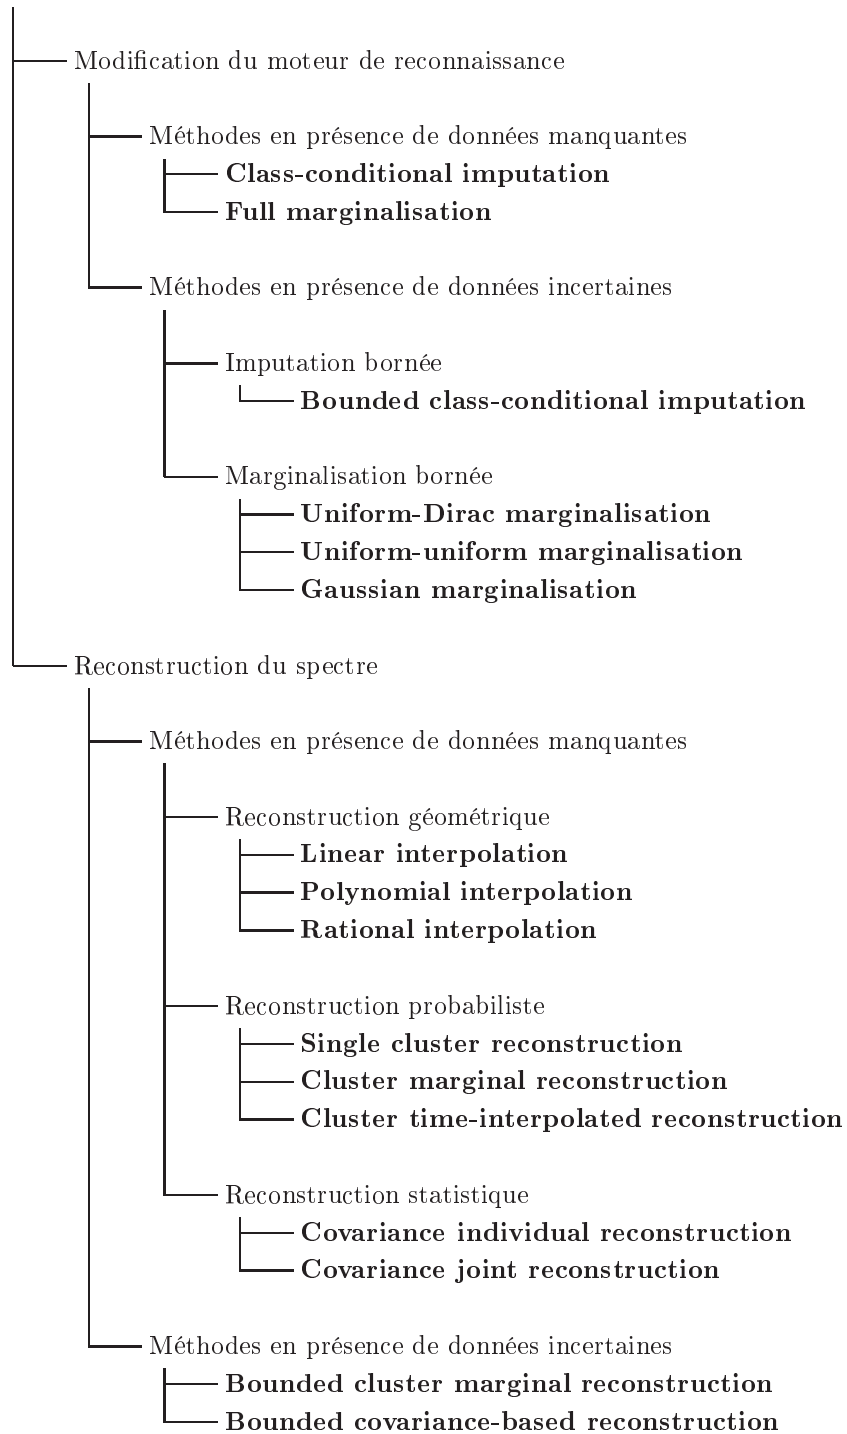 Modification du moteur de reconnaissance
Méthodes en présence de données manquantes
Class-conditional imputation
Full marginalisation
Méthodes en présence de données incertaines
Imputation bornée
Bounded class-conditional imputation
Marginalisation bornée
Uniform-Dirac marginalisation
Uniform-uniform marginalisation
Gaussian marginalisation
Reconstruction du spectre
Méthodes en présence de données manquantes
Reconstruction géométrique
Linear interpolation
Polynomial interpolation
Rational interpolation
Reconstruction probabiliste
Single cluster reconstruction
Cluster marginal reconstruction
Cluster time-interpolated reconstruction
Reconstruction statistique
Covariance individual reconstruction
Covariance joint reconstruction
Méthodes en présence de données incertaines
Bounded cluster marginal reconstruction
Bounded covariance-based reconstruction